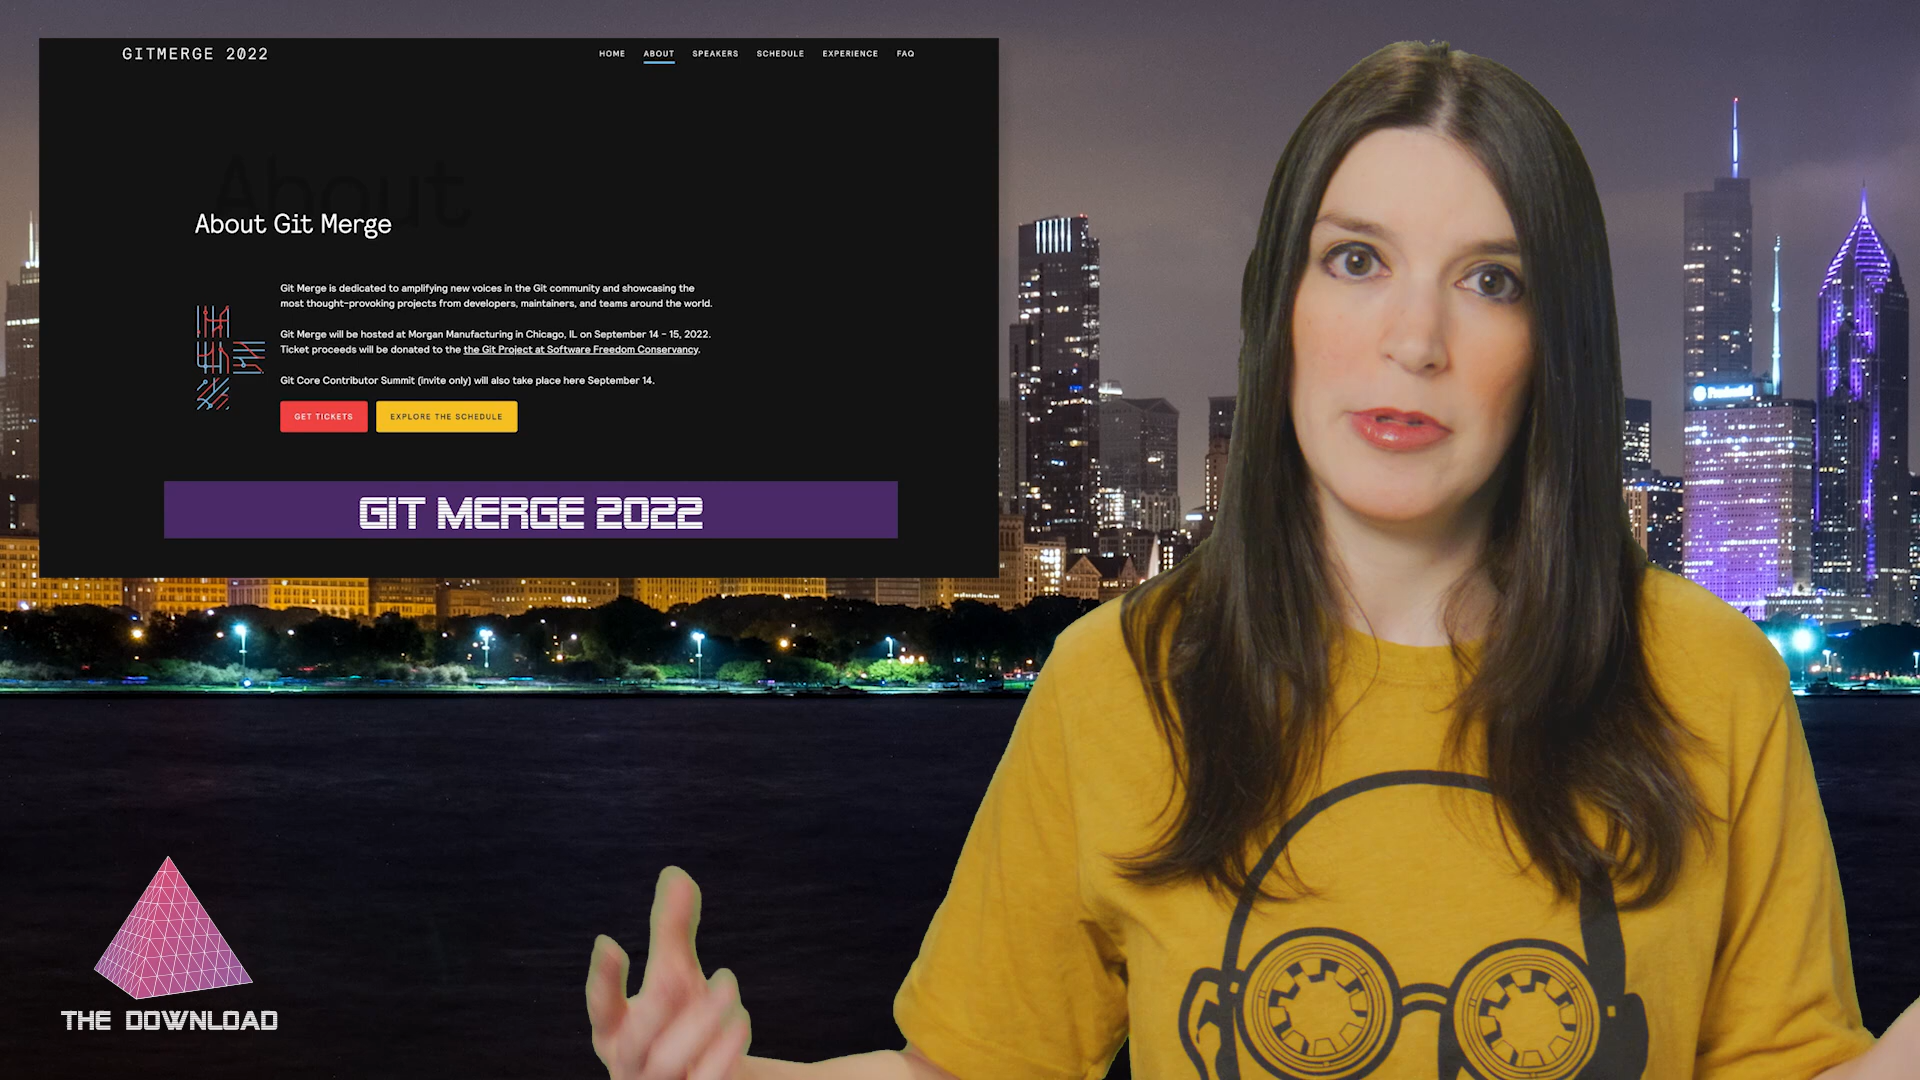 GITMERGE 2022
HOME ABOUT SPEAKERS SCHEDULE EXPERIENCE FAQ
About
About Git Merge
Git Merge is dedicated to amplifying new voices in the Git community and showcasing the
most thought-provoking projects from developers, maintainers, and teams around the world.
Git Merge will be hosted at Morgan Manufacturing in Chicago, IL on September 14 - 15, 2022.
Ticket proceeds will be donated to the the Git Project at Software Freedom Conservancy.
Git Core Contributor Summit (invite only) will also take place here September 14.
GET TICKETS EXPLORE THE SCHEDULE
GIT MERGE 2022
Prudential
THE DOWNLOAD